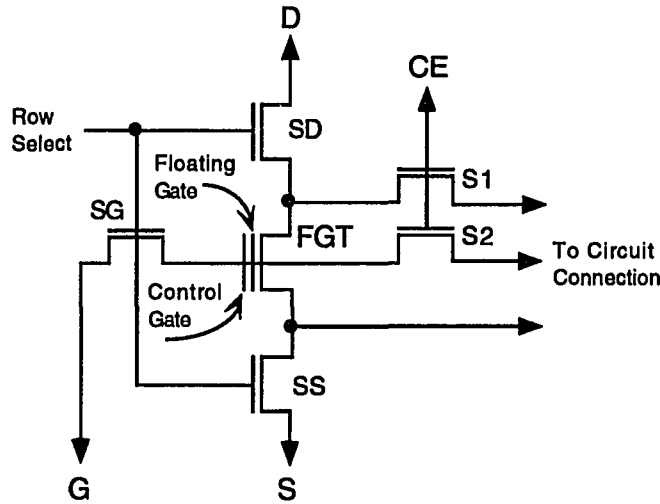 D
CE
Row
Select
SD
Floating
Gate
S1
SG
FGT
S2
To Circuit
Connection
Control
Gate
SS
G
S